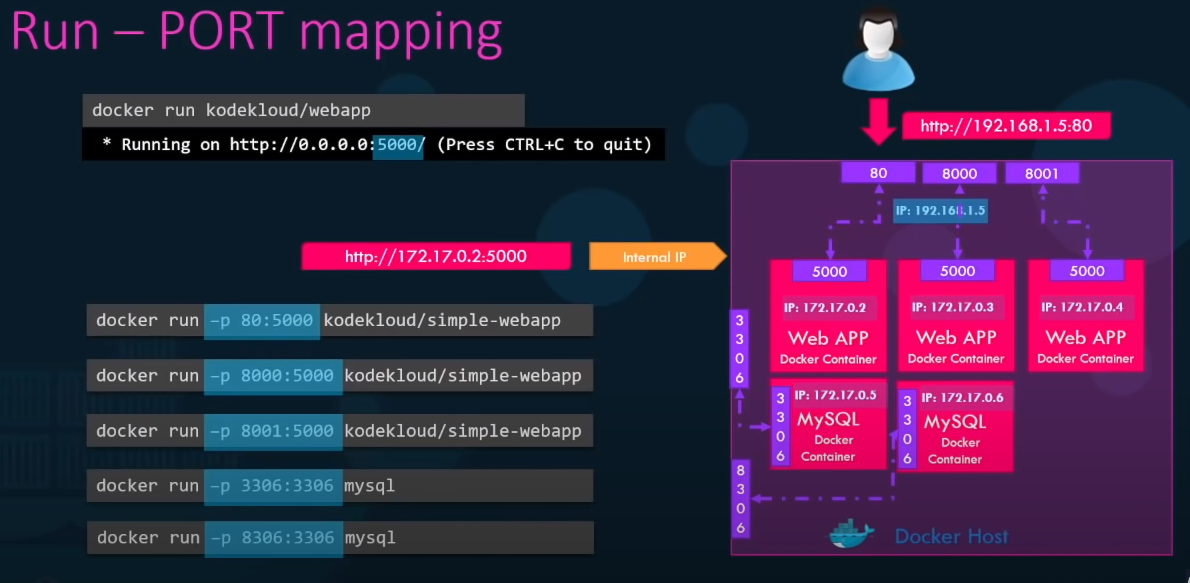 Run – PORT mapping
docker run kodekloud/webapp
* Running on http://0.0.0.0:5000/ (Press CTRL+C to quit)
http://192.168.1.5:80
80
8000
8001
IP: 192.168.1.5
http://172.17.0.2:5000
Internal IP
5000
5000
5000
IP: 172.17.0.2
IP: 172.17.0.3
IP: 172.17.0.4
Web APP
Docker Container
Web APP
Docker Container
Web APP
Docker Container
docker run -p 80:5000 kodekloud/simple-webapp
docker run -p 8000:5000 kodekloud/simple-webapp
docker run -p 8001:5000 kodekloud/simple-webapp
docker run -p 3306:3306 mysql
docker run -p 8306:3306 mysql
3306
3306
IP: 172.17.0.5
MySQL
Docker
Container
3306
IP: 172.17.0.6
MySQL
Docker
Container
8306
Docker Host